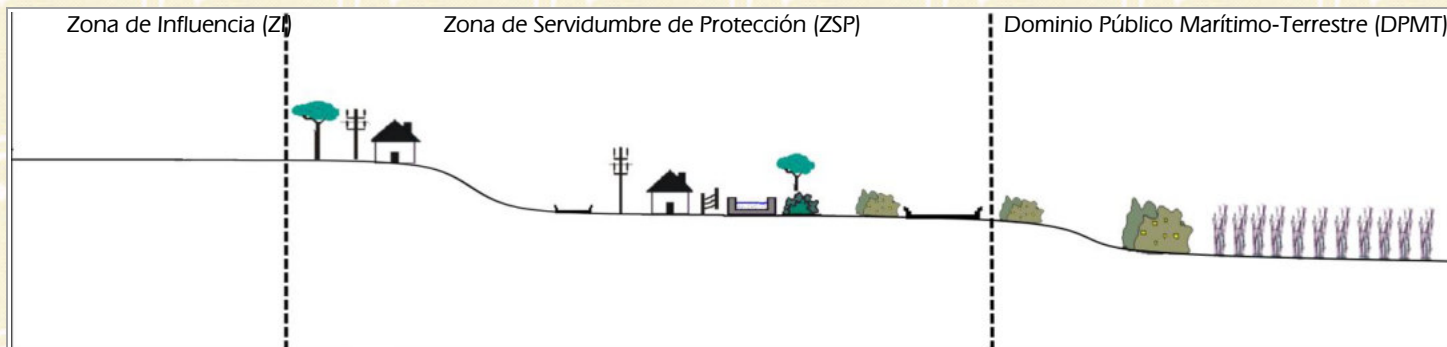 Zona de Influencia (ZI)
Zona de Servidumbre de Protección (ZSP)
Dominio Público Marítimo-Terrestre (DPMT)